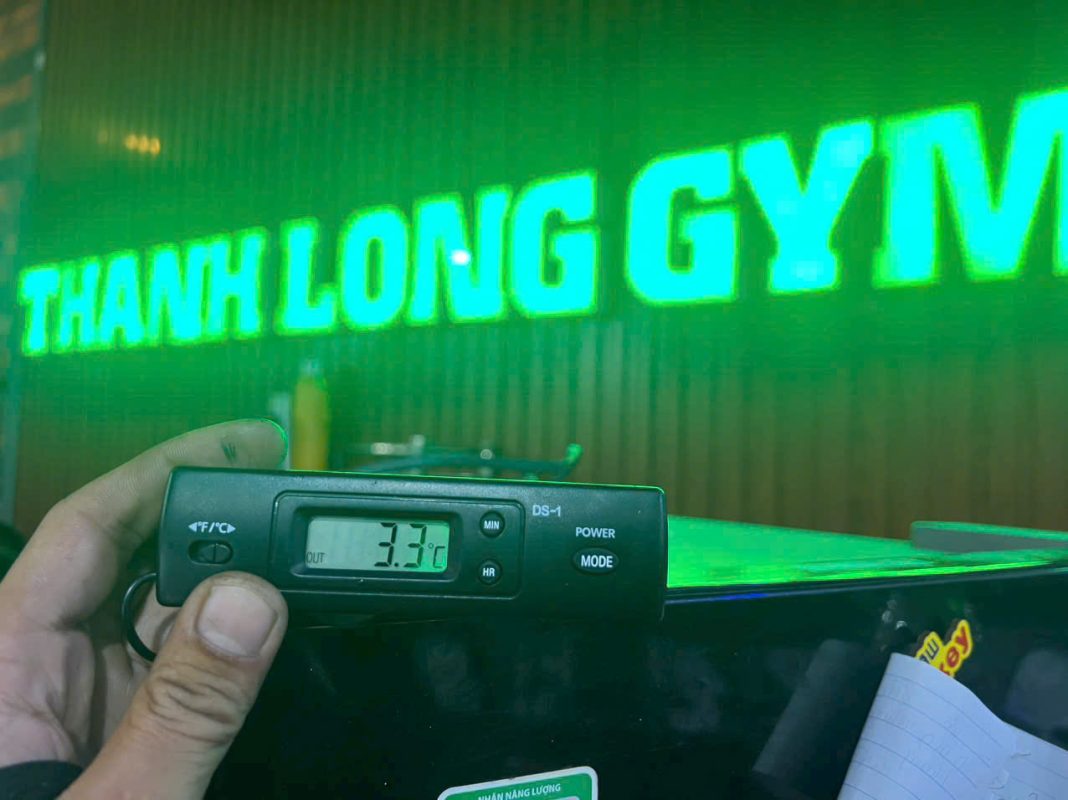 THANH LONG GYM
DS-1
◀°F/°C▶
MIN
POWER
OUT
3.3°C
HR
MODE
NHÃN NĂNG LƯỢNG